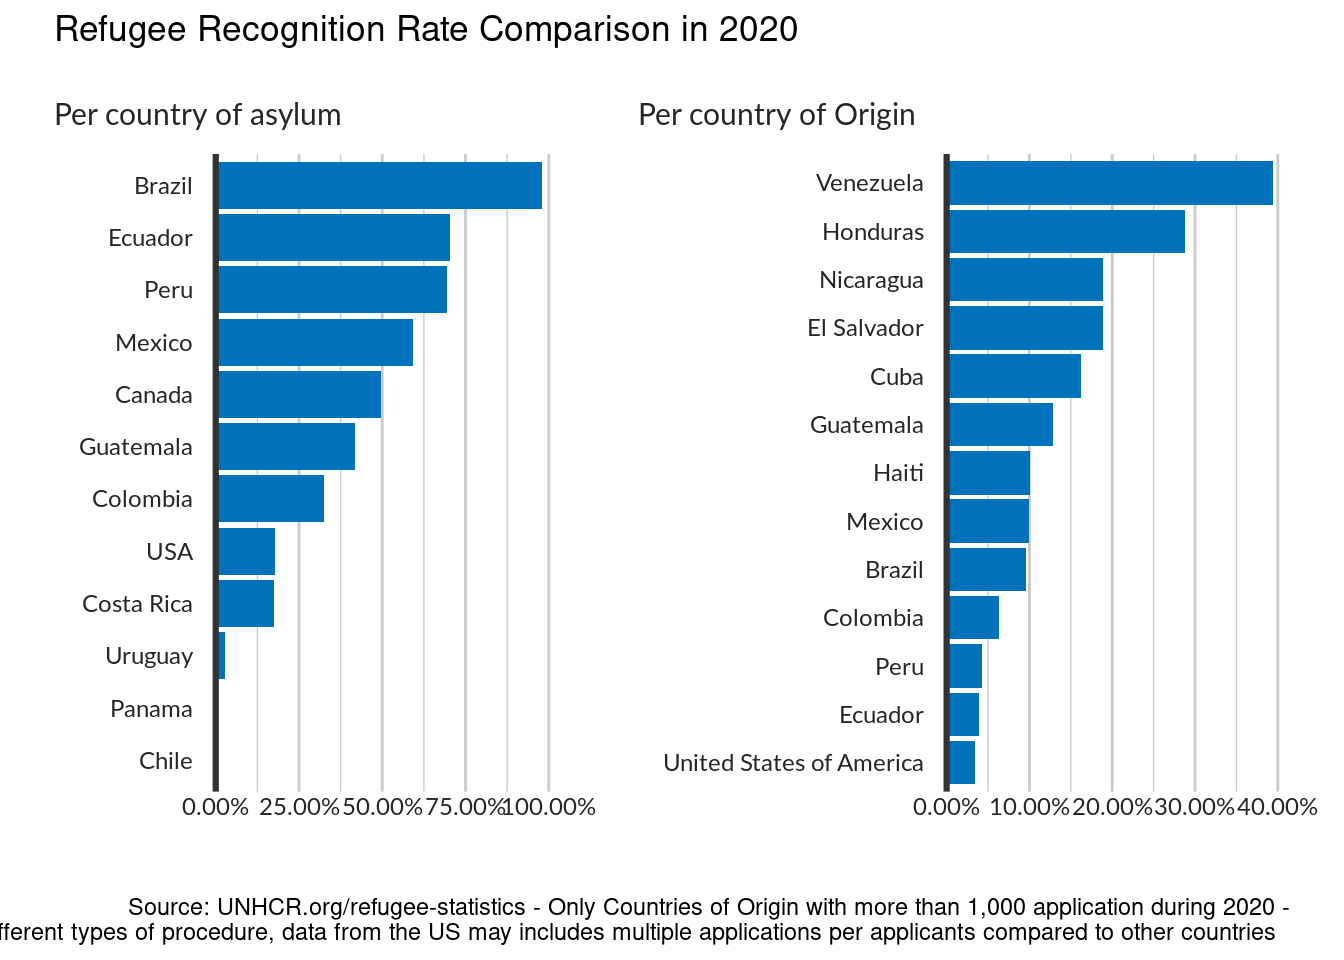 Refugee Recognition Rate Comparison in 2020
Per country of asylum
Brazil
Ecuador
Peru
Mexico
Canada
Guatemala
Colombia
USA
Costa Rica
Uruguay
Panama
Chile
0.00% 25.00% 50.00% 75.00% 100.00%
Per country of Origin
Venezuela
Honduras
Nicaragua
El Salvador
Cuba
Guatemala
Haiti
Mexico
Brazil
Colombia
Peru
Ecuador
United States of America
0.00% 10.00% 20.00% 30.00% 40.00%
Source: UNHCR.org/refugee-statistics - Only Countries of Origin with more than 1,000 application during 2020 -
types of procedure, data from the US may includes multiple applications per applicants compared to other countries